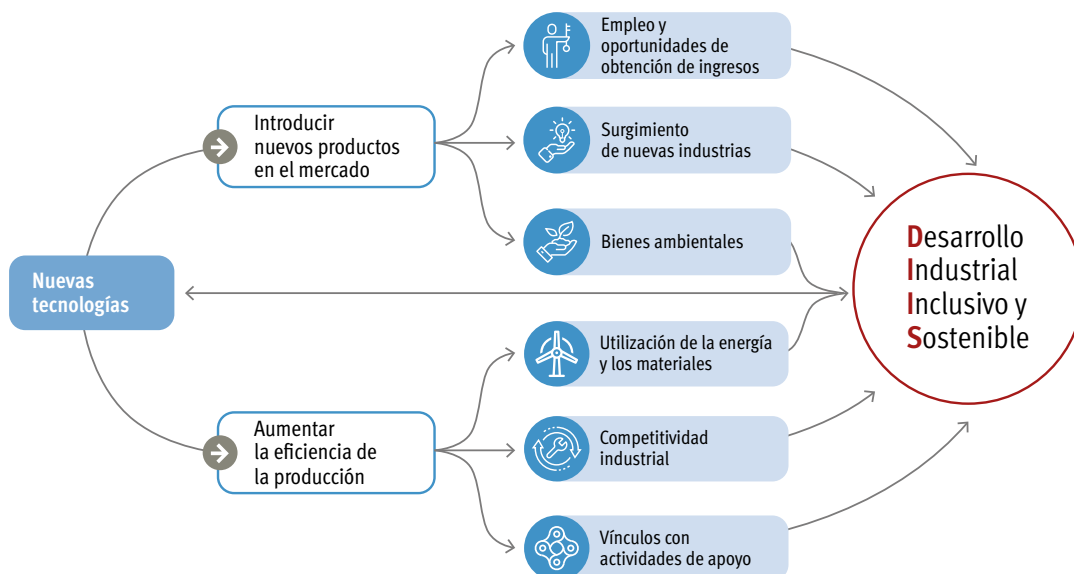 Nuevas
tecnologías
Introducir
nuevos productos
en el mercado
Aumentar
la eficiencia de
la producción
Empleo y
oportunidades de
obtención de ingresos
Surgimiento
de nuevas industrias
Bienes ambientales
Utilización de la energía
y los materiales
Competitividad
industrial
Vínculos con
actividades de apoyo
Desarrollo
Industrial
Inclusivo y
Sostenible